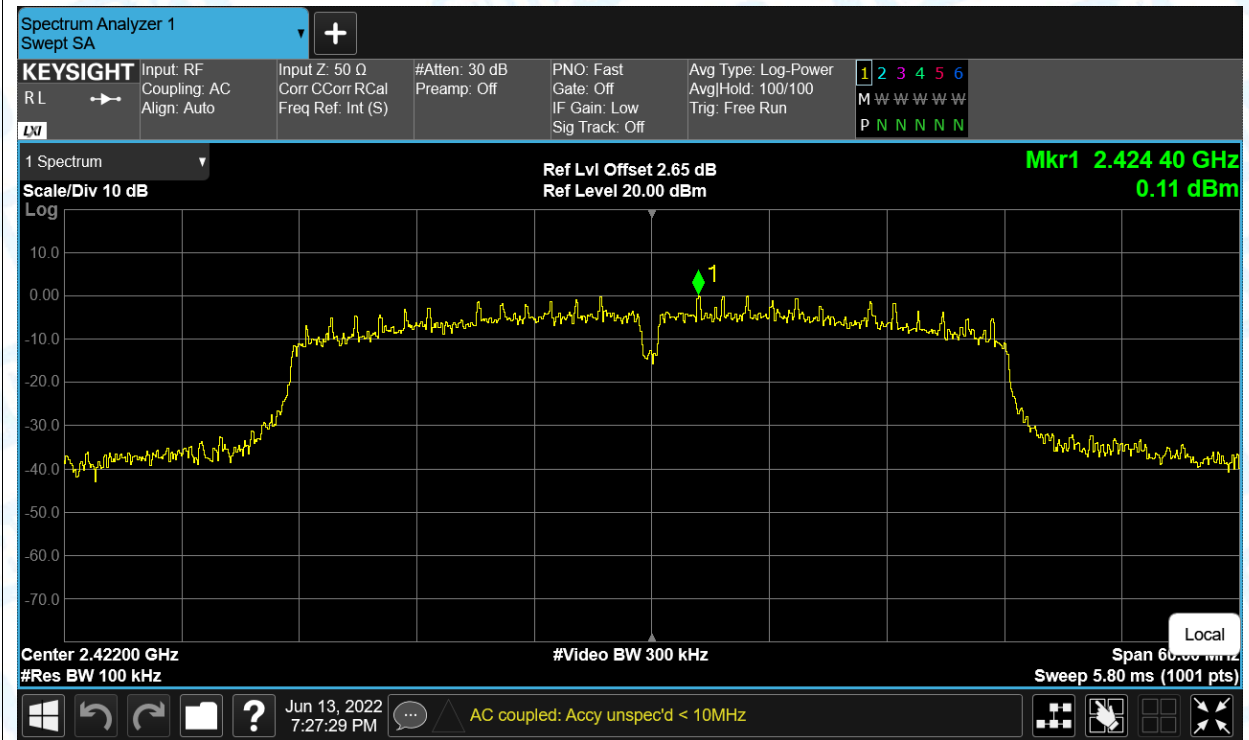 Spectrum Analyzer 1
Swept SA
KEYSIGHT
R L
LXI
Input: RF
Coupling: AC
Align: Auto
Input Z: 50 Ω
Corr CCorr RCal
Freq Ref: Int (S)
#Atten: 30 dB
Preamp: Off
PNO: Fast
Gate: Off
IF Gain: Low
Sig Track: Off
Avg Type: Log-Power
Avg|Hold: 100/100
Trig: Free Run
1 2 3 4 5 6
M W W W W W
P N N N N N
1 Spectrum
Scale/Div 10 dB
Log
Ref Lvl Offset 2.65 dB
Ref Level 20.00 dBm
Mkr1 2.424 40 GHz
0.11 dBm
1
10.0
0.00
-10.0
-20.0
-30.0
-40.0
-50.0
-60.0
-70.0
Local
Center 2.42200 GHz
#Res BW 100 kHz
#Video BW 300 kHz
Span 60.00 MHz
Sweep 5.80 ms (1001 pts)
?
Jun 13, 2022
7:27:29 PM
AC coupled: Accy unspec'd < 10MHz